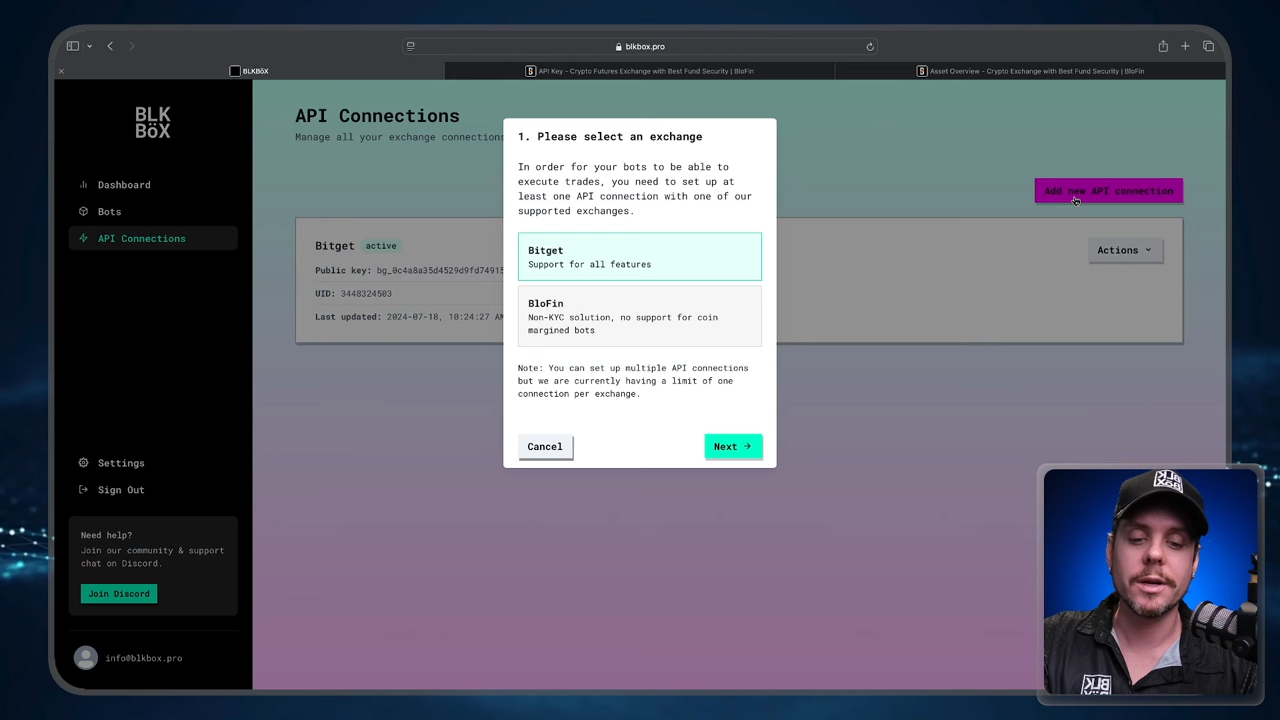 blkbox.pro
BLKBÖX
API Key - Crypto Futures Exchange with Best Fund Security | BloFin
Asset Overview - Crypto Exchange with Best Fund Security | BloFin
BLK
BöX
Dashboard
Bots
API Connections
Settings
Sign Out
Need help?
Join our community & support
chat on Discord.
Join Discord
info@blkbox.pro
API Connections
Manage all your exchange connections
Add new API connection
Bitget active
Actions
Public key: bg_0c4a8a35d4529d9fd74915
UID: 3448324503
Last updated: 2024-07-18, 10:24:27 AM
1. Please select an exchange
In order for your bots to be able to
execute trades, you need to set up at
least one API connection with one of our
supported exchanges.
Bitget
Support for all features
BloFin
Non-KYC solution, no support for coin
margined bots
Note: You can set up multiple API connections
but we are currently having a limit of one
connection per exchange.
Cancel
Next →
BLK
BÖX
BLK
BÖX